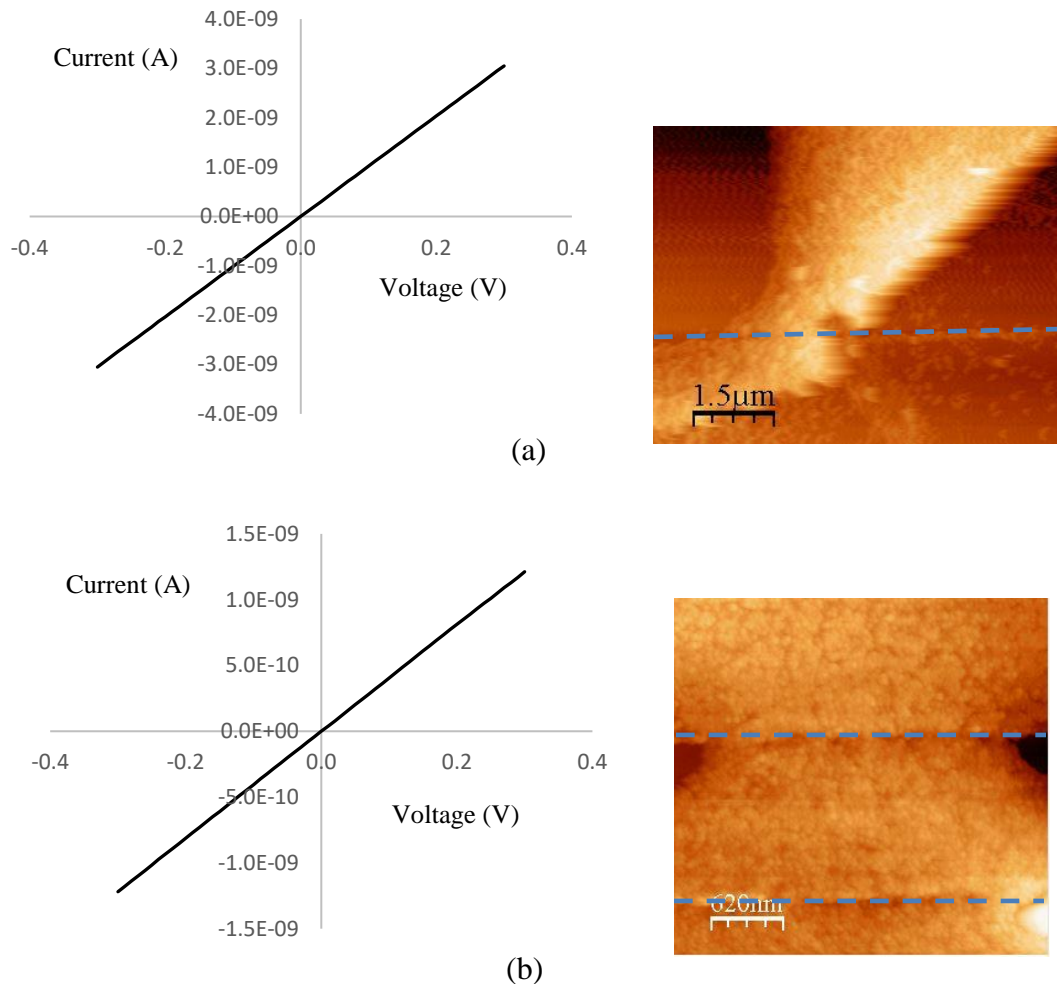 4.0E-09
Current (A)
3.0E-09
2.0E-09
1.0E-09
0.0E+00
-0.4 -0.2 0.0 0.2 0.4
-1.0E-09
Voltage (V)
-2.0E-09
-3.0E-09
-4.0E-09
1.5μm
(a)
1.5E-09
Current (A)
1.0E-09
5.0E-10
0.0E+00
-0.4 -0.2 0.0 0.2 0.4
-5.0E-10
Voltage (V)
-1.0E-09
-1.5E-09
620nm
(b)